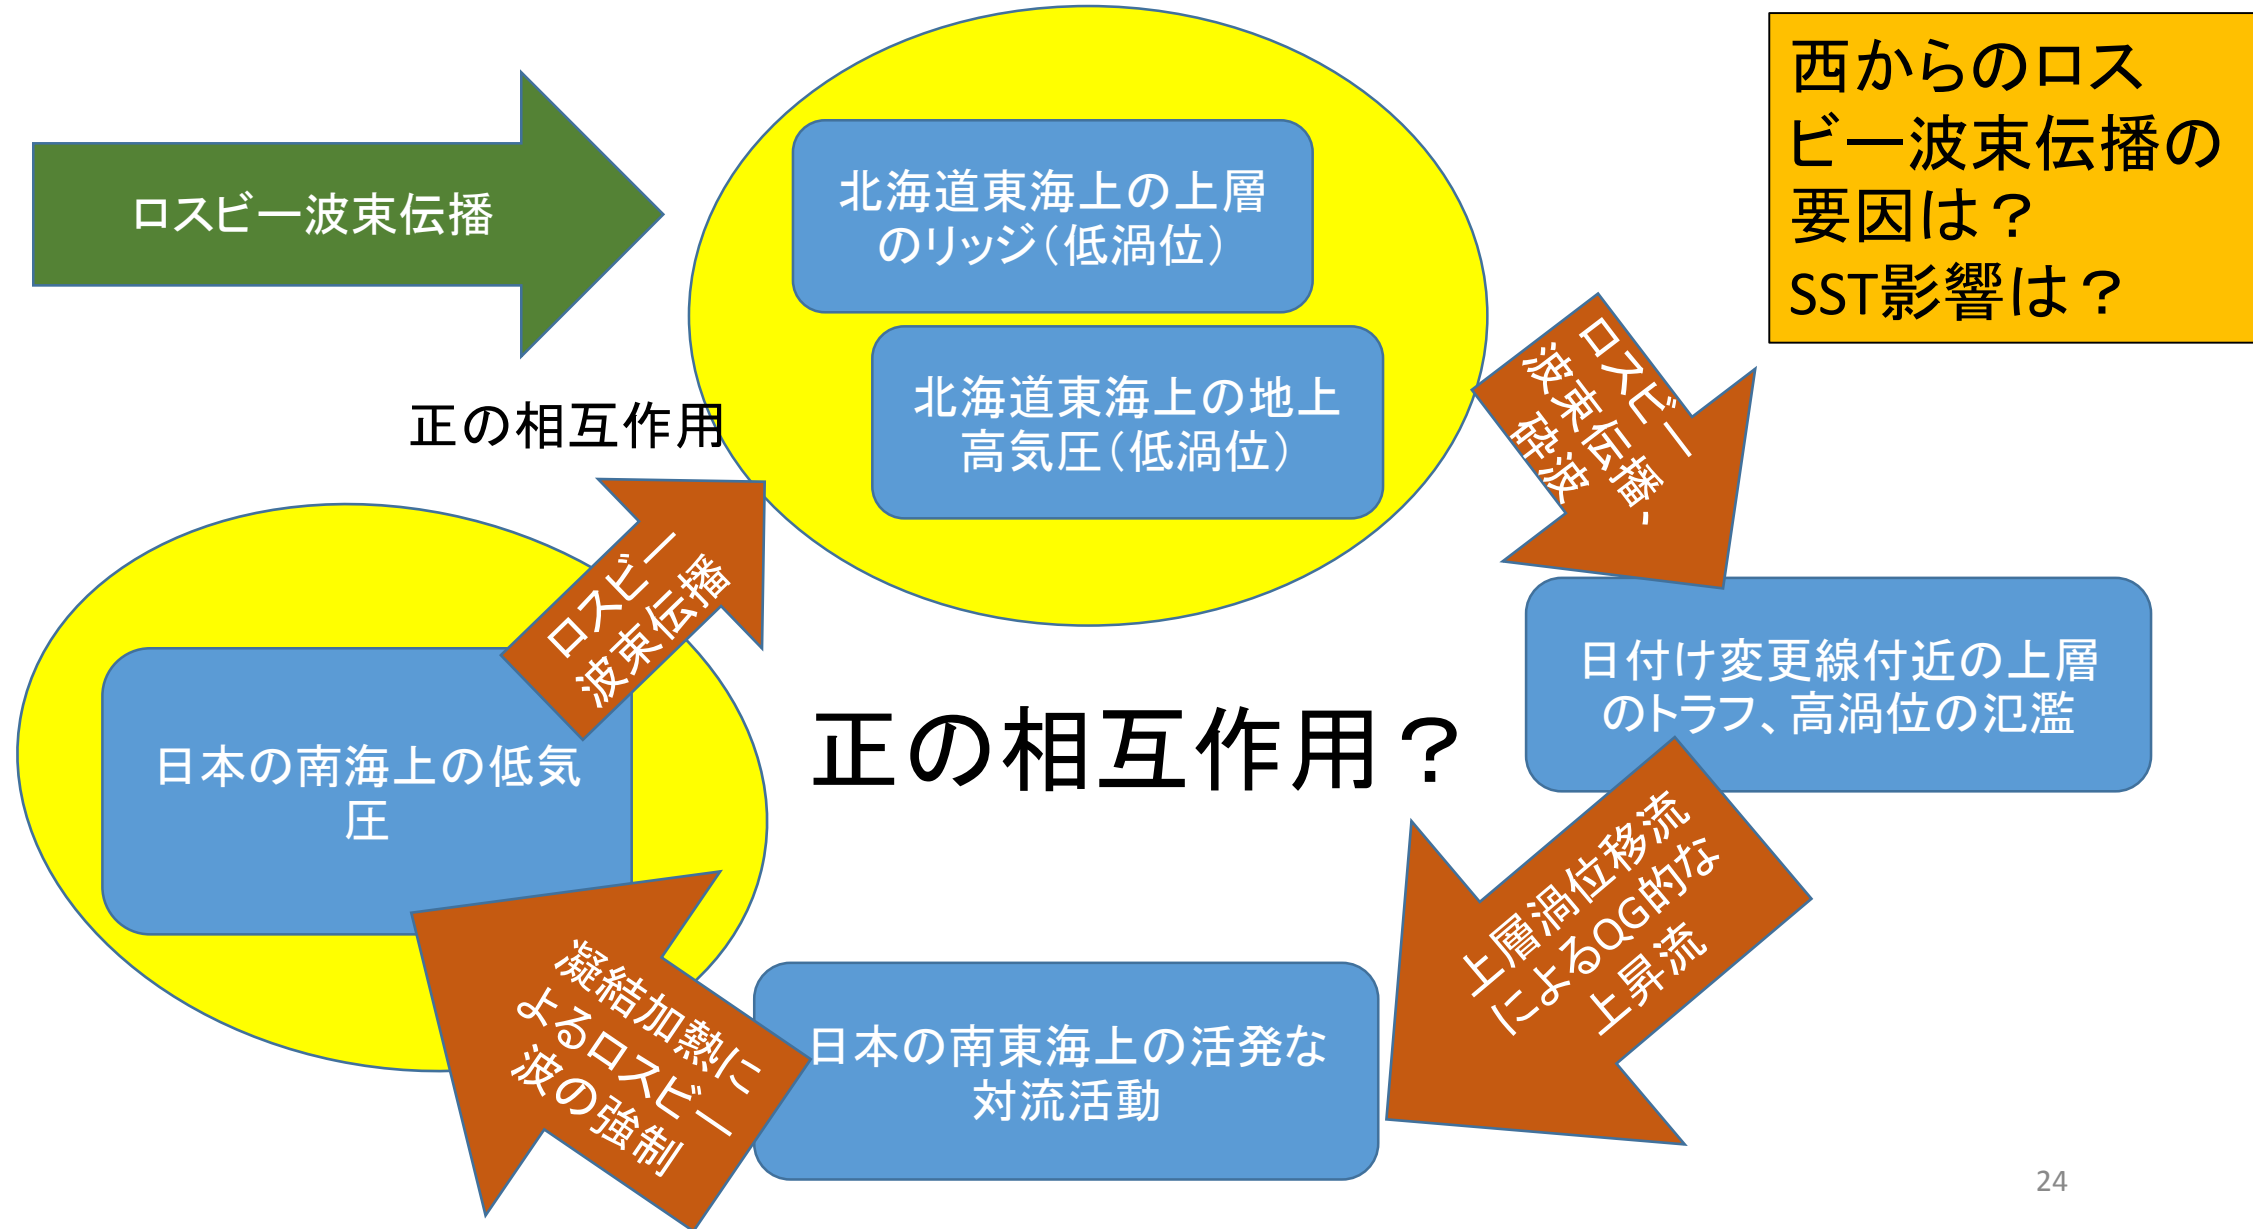 西からのロス
ビー波束伝播の
要因は？
SST影響は？
ロスビー波束伝播
北海道東海上の上層
のリッジ（低渦位）
北海道東海上の地上
高気圧（低渦位）
正の相互作用
ロスビー
波束伝播、
砕波
ロスビー
波束伝播
日付け変更線付近の上層
のトラフ、高渦位の氾濫
正の相互作用？
日本の南海上の低気
圧
上層渦位移流
によるQG的な
上昇流
凝結加熱に
よるロスビー
波の強制
日本の南東海上の活発な
対流活動
24